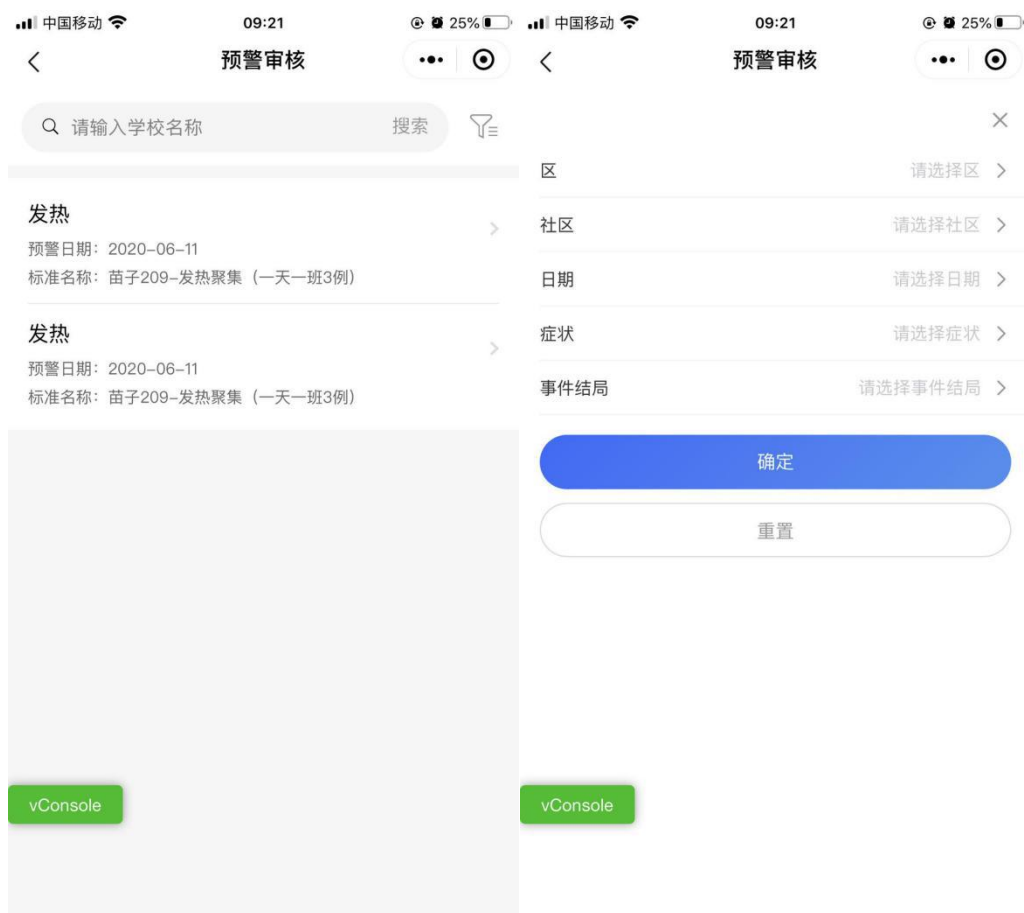 中国移动 09:21 25%
预警审核
请输入学校名称 搜索
发热
预警日期：2020-06-11
标准名称：苗子209-发热聚集（一天一班3例）
发热
预警日期：2020-06-11
标准名称：苗子209-发热聚集（一天一班3例）
vConsole
中国移动 09:21 25%
预警审核
区 请选择区
社区 请选择社区
日期 请选择日期
症状 请选择症状
事件结局 请选择事件结局
确定
重置
vConsole